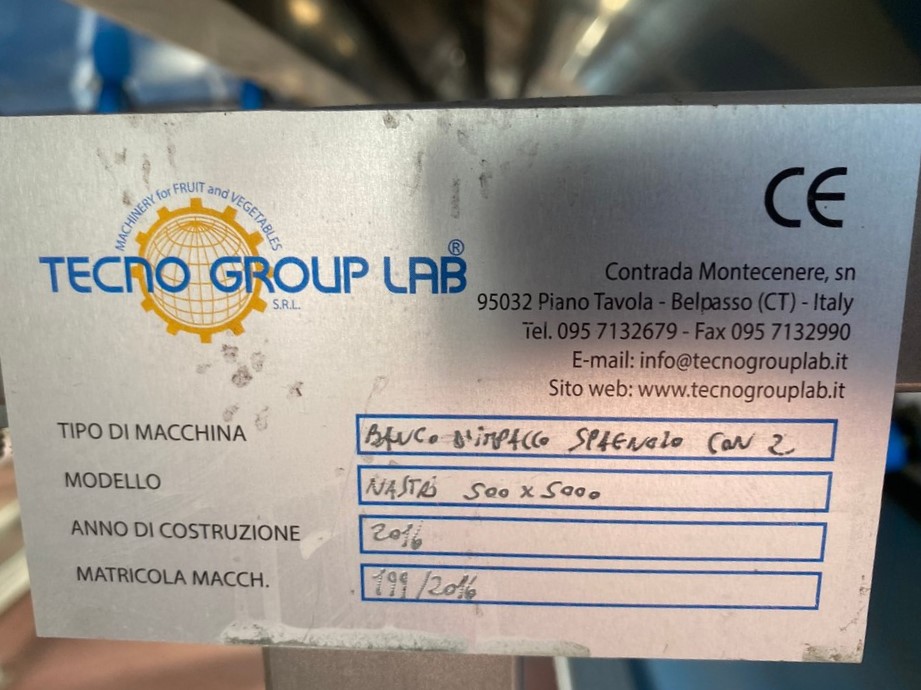 MACHINERY for FRUIT and VEGETABLES
TECNO GROUP LAB®
S.R.L.
CE
Contrada Montecenere, sn
95032 Piano Tavola - Belpasso (CT) - Italy
Tel. 095 7132679 - Fax 095 7132990
E-mail: info@tecnogrouplab.it
Sito web: www.tecnogrouplab.it
TIPO DI MACCHINA BANCO D'IMPACCO SPAGNOLO CON 2
MODELLO NASTRI 500 x 5000
ANNO DI COSTRUZIONE 2016
MATRICOLA MACCH. 199/2016